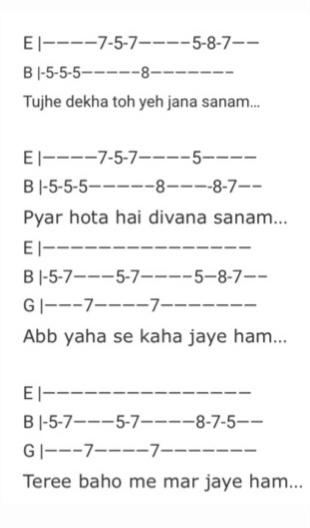 E |−−−−7-5-7−−−−5-8-7−−
B |-5-5-5−−−−−8−−−−−−−
Tujhe dekha toh yeh jana sanam...
E |−−−−7-5-7−−−−5−−−−
B |-5-5-5−−−−−8−−−-8-7−−
Pyar hota hai divana sanam...
E |−−−−−−−−−−−−−−−−−−
B |-5-7−−−5-7−−−−5−8-7−−
G |−−−7−−−−7−−−−−−−
Abb yaha se kaha jaye ham...
E |−−−−−−−−−−−−−−−−−−
B |-5-7−−−5-7−−−−8-7-5−−
G |−−−7−−−−7−−−−−−−
Teree baho me mar jaye ham...